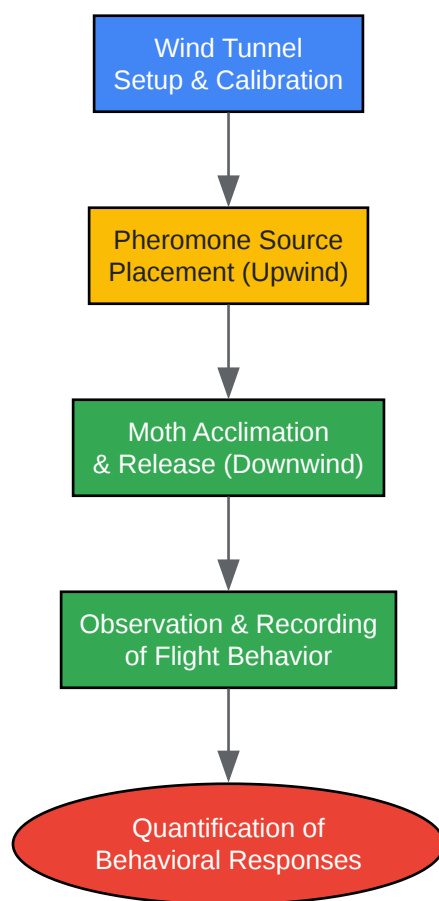 Wind Tunnel
Setup & Calibration
Pheromone Source
Placement (Upwind)
Moth Acclimation
& Release (Downwind)
Observation & Recording
of Flight Behavior
Quantification of
Behavioral Responses